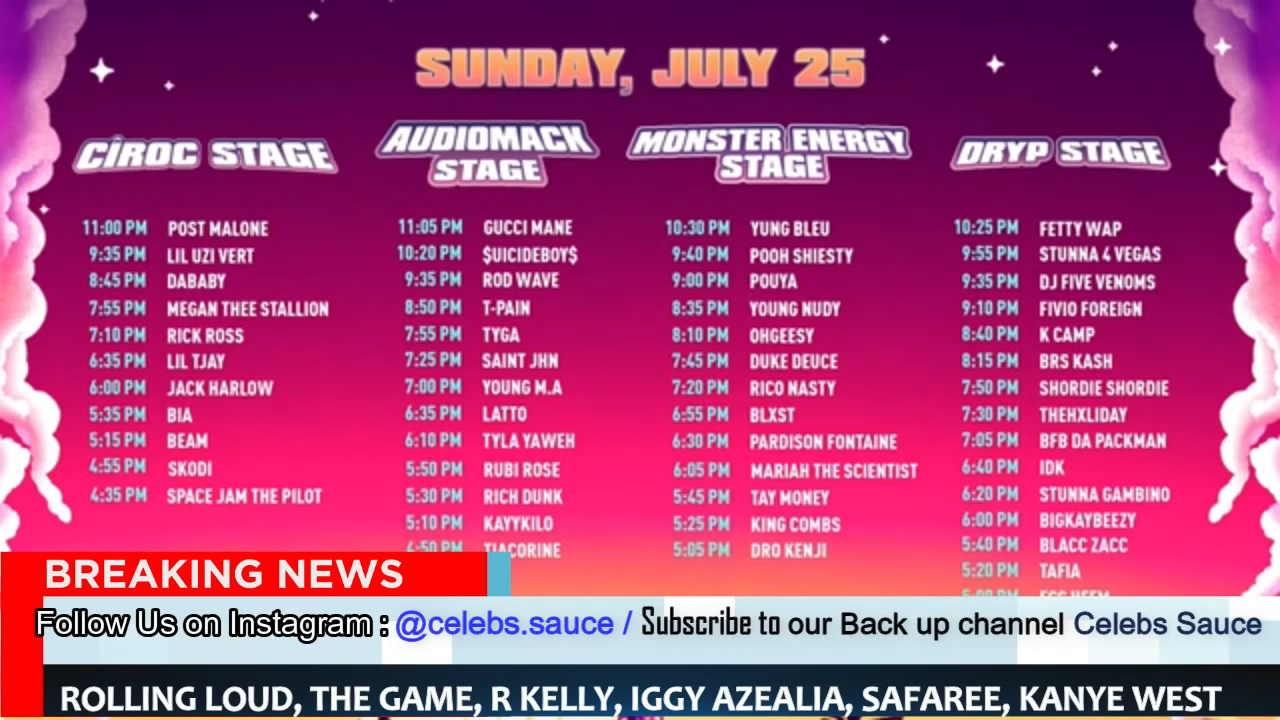 SUNDAY, JULY 25
CÎROC STAGE
11:00 PM POST MALONE
9:35 PM LIL UZI VERT
8:45 PM DABABY
7:55 PM MEGAN THEE STALLION
7:10 PM RICK ROSS
6:35 PM LIL TJAY
6:00 PM JACK HARLOW
5:35 PM BIA
5:15 PM BEAM
4:55 PM SKODI
4:35 PM SPACE JAM THE PILOT
AUDIOMACK
STAGE
11:05 PM GUCCI MANE
10:20 PM $UICIDEBOY$
9:35 PM ROD WAVE
8:50 PM T-PAIN
7:55 PM TYGA
7:25 PM SAINT JHN
7:00 PM YOUNG M.A
6:35 PM LATTO
6:10 PM TYLA YAWEH
5:50 PM RUBI ROSE
5:30 PM RICH DUNK
5:10 PM KAYYKILO
4:50 PM TIACORINE
MONSTER ENERGY
STAGE
10:30 PM YUNG BLEU
9:40 PM POOH SHIESTY
9:00 PM POUYA
8:35 PM YOUNG NUDY
8:10 PM OHGEESY
7:45 PM DUKE DEUCE
7:20 PM RICO NASTY
6:55 PM BLXST
6:30 PM PARDISON FONTAINE
6:05 PM MARIAH THE SCIENTIST
5:45 PM TAY MONEY
5:25 PM KING COMBS
5:05 PM DRO KENJI
DRYP STAGE
10:25 PM FETTY WAP
9:55 PM STUNNA 4 VEGAS
9:35 PM DJ FIVE VENOMS
9:10 PM FIVIO FOREIGN
8:40 PM K CAMP
8:15 PM BRS KASH
7:50 PM SHORDIE SHORDIE
7:30 PM THEHXLIDAY
7:05 PM BFB DA PACKMAN
6:40 PM IDK
6:20 PM STUNNA GAMBINO
6:00 PM BIGKAYBEEZY
5:40 PM BLACC ZACC
5:20 PM TAFIA
BREAKING NEWS
Follow Us on Instagram : @celebs.sauce / Subscribe to our Back up channel Celebs Sauce
ROLLING LOUD, THE GAME, R KELLY, IGGY AZEALIA, SAFAREE, KANYE WEST